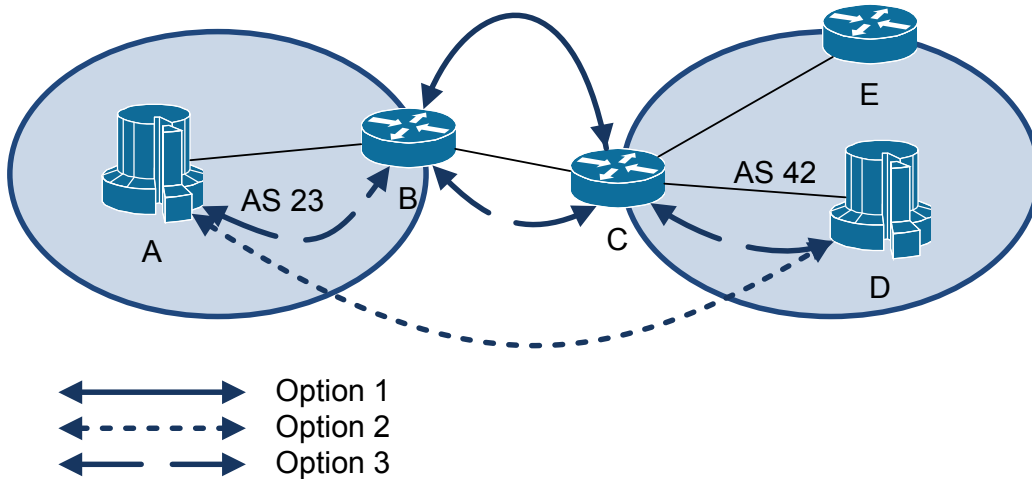 E
AS 42
AS 23
B
A
C
D
Option 1
Option 2
Option 3